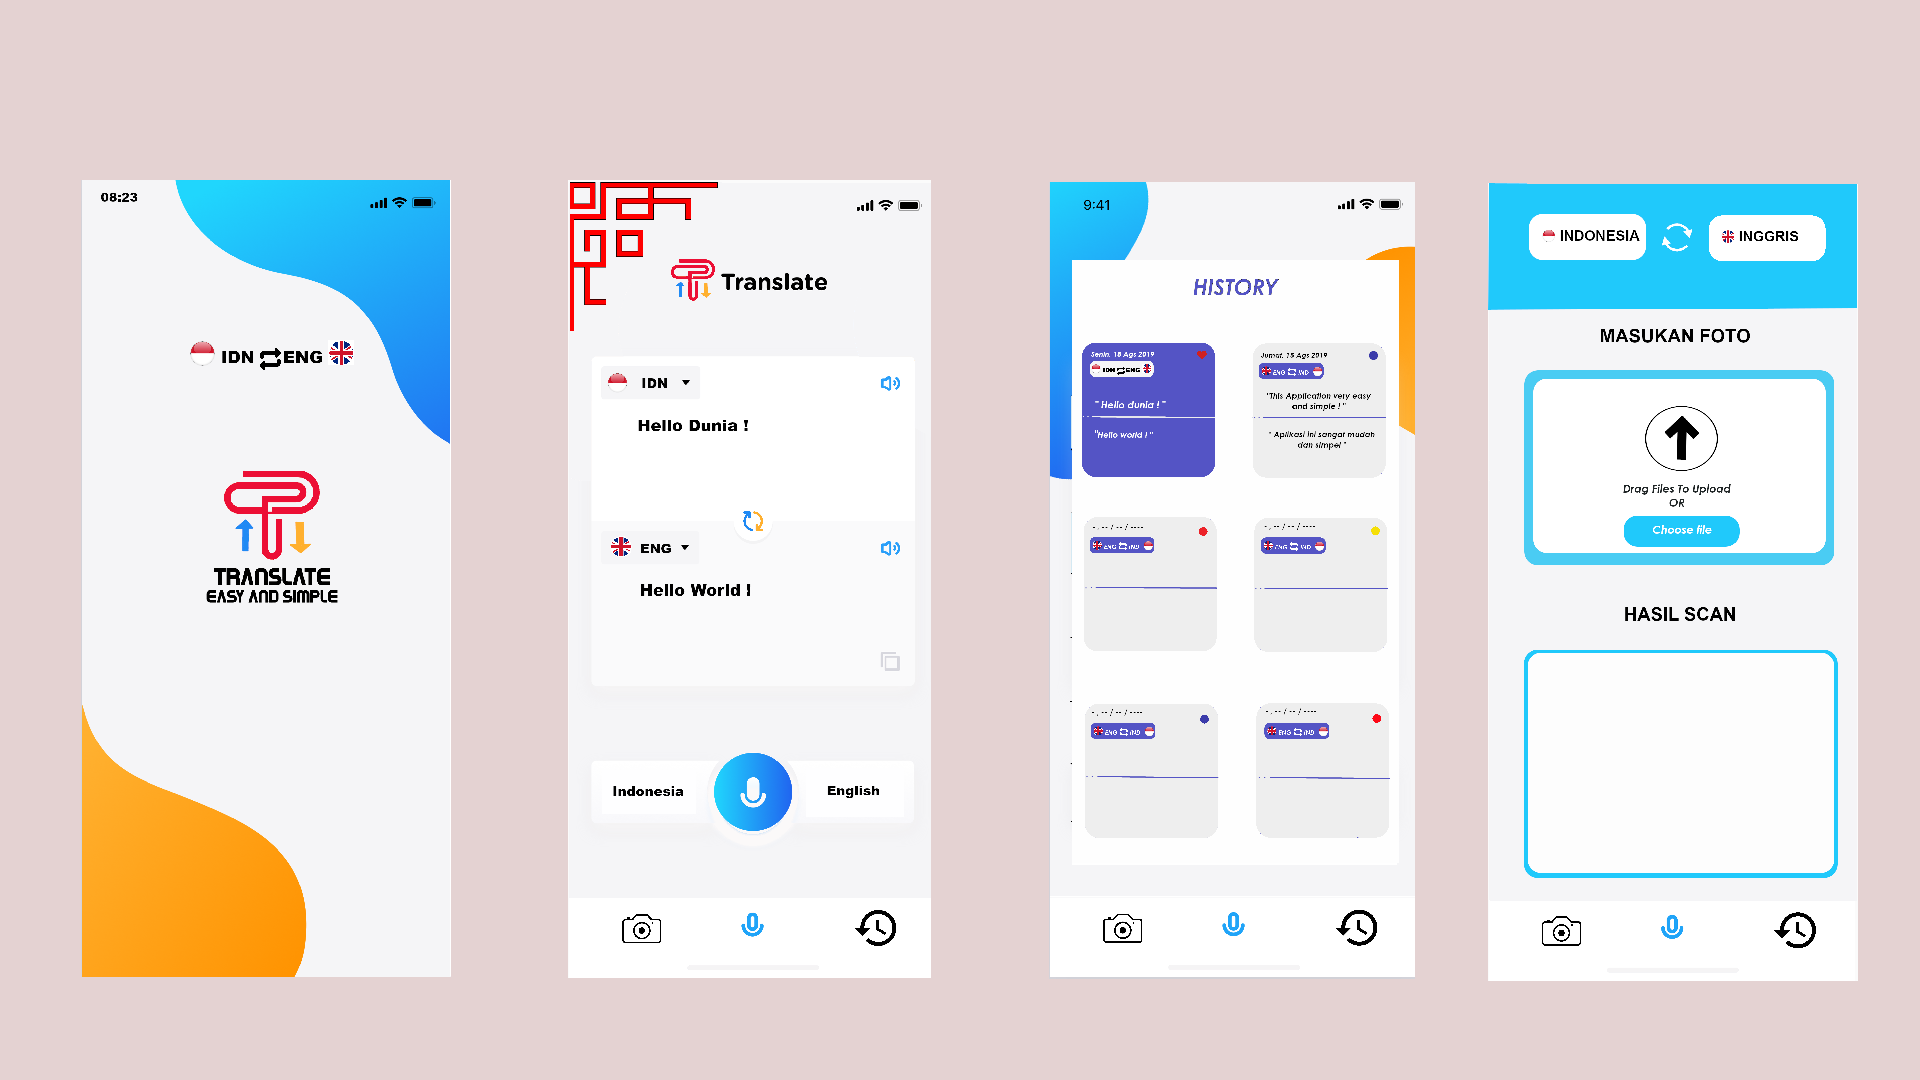 08:23
IDN ENG
TRANSLATE
EASY AND SIMPLE
Translate
IDN
Hello Dunia !
ENG
Hello World !
Indonesia
English
9:41
HISTORY
Senin, 18 Ags 2019
IDN ENG
" Hello dunia ! "
"Hello world ! "
Jumat, 15 Ags 2019
ENG IND
"This Application very easy
and simple ! "
" Aplikasi ini sangat mudah
dan simpel "
- , -- / -- / ----
ENG IND
- , -- / -- / ----
ENG IND
- , -- / -- / ----
ENG IND
- , -- / -- / ----
ENG IND
INDONESIA
INGGRIS
MASUKAN FOTO
Drag Files To Upload
OR
Choose file
HASIL SCAN